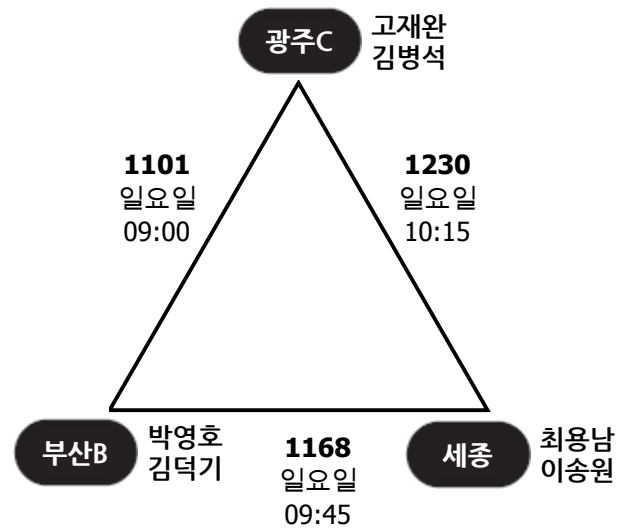 광주C
고재완
김병석
1101
일요일
09:00
1230
일요일
10:15
부산B
박영호
김덕기
1168
일요일
09:45
세종
최용남
이송원